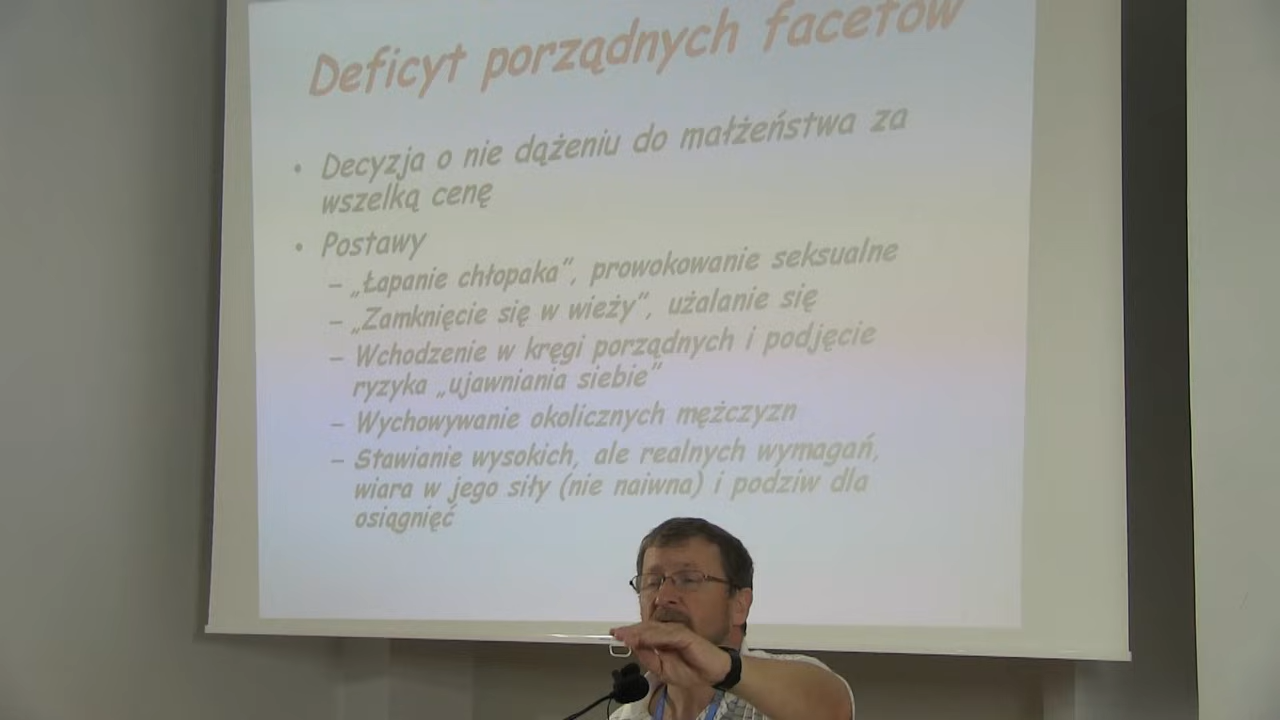 Deficyt porządnych facetów
• Decyzja o nie dążeniu do małżeństwa za
wszelką cenę
• Postawy
– „Łapanie chłopaka”, prowokowanie seksualne
– „Zamknięcie się w wieży”, użalanie się
– Wchodzenie w kręgi porządnych i podjęcie
ryzyka „ujawniania siebie”
– Wychowywanie okolicznych mężczyzn
– Stawianie wysokich, ale realnych wymagań,
wiara w jego siły (nie naiwna) i podziw dla
osiągnięć